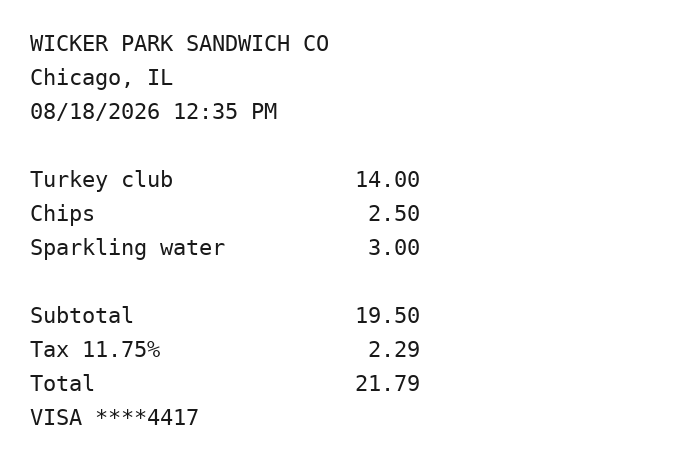 WICKER PARK SANDWICH CO
Chicago, IL
08/18/2026 12:35 PM
Turkey club 14.00
Chips 2.50
Sparkling water 3.00
Subtotal 19.50
Tax 11.75% 2.29
Total 21.79
VISA ****4417